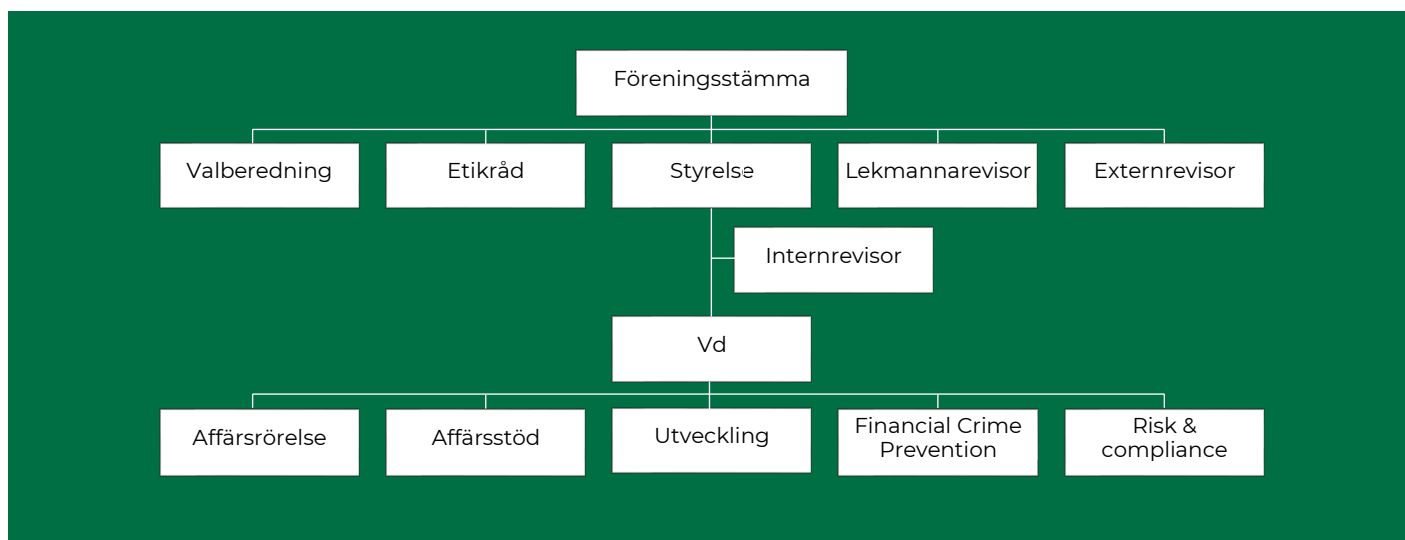 Föreningsstämma
Valberedning
Etikråd
Styrelse
Lekmannarevisor
Externrevisor
Internrevisor
Vd
Affärsrörelse
Affärsstöd
Utveckling
Financial Crime
Prevention
Risk &
compliance